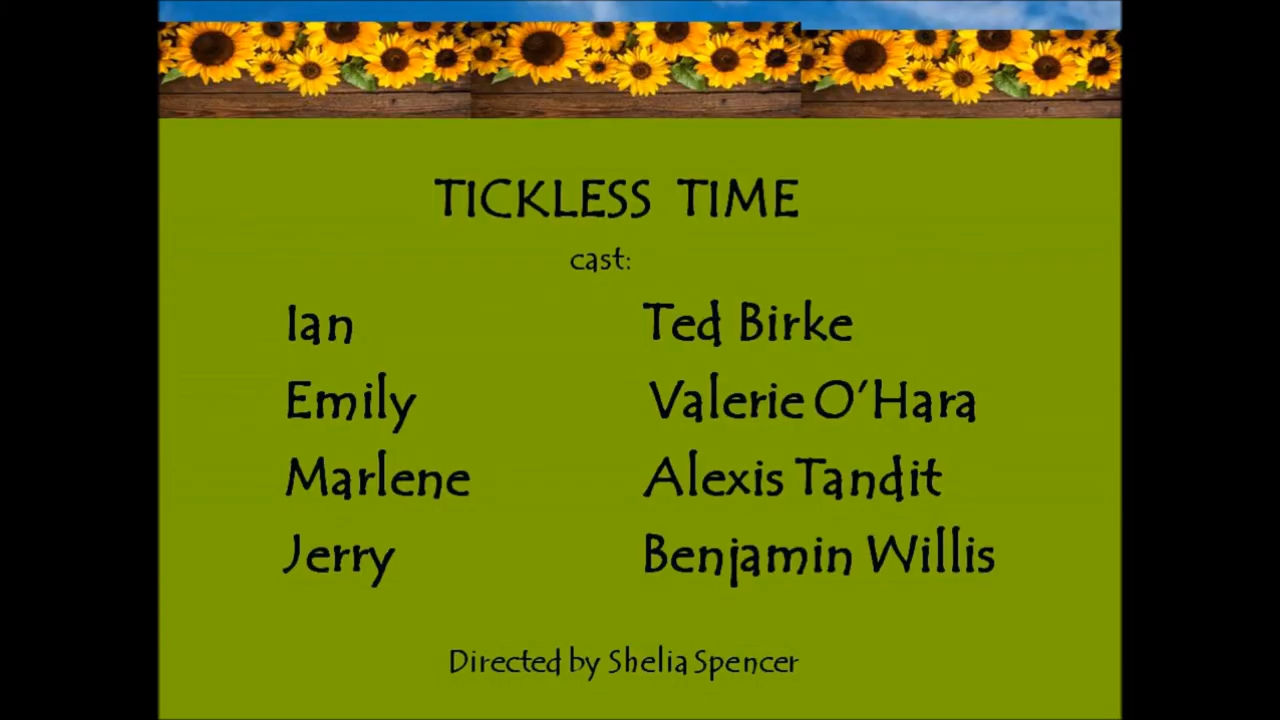 TICKLESS TIME
cast:
Ian Ted Birke
Emily Valerie O'Hara
Marlene Alexis Tandit
Jerry Benjamin Willis
Directed by Shelia Spencer